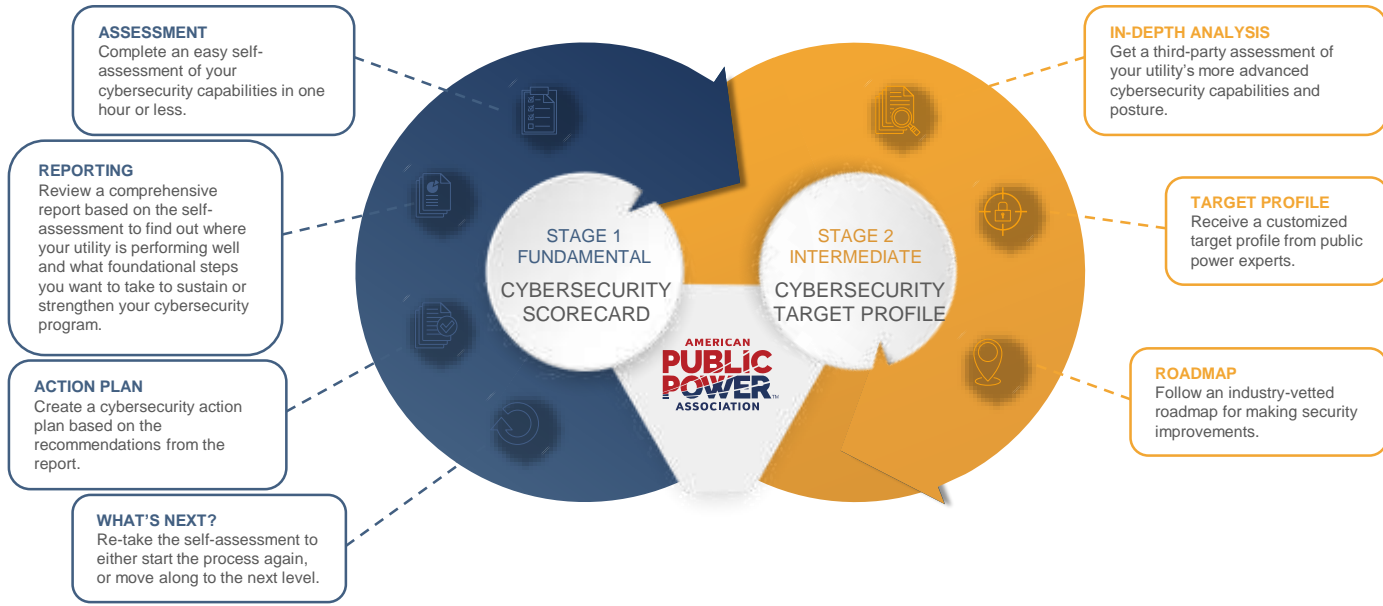 ASSESSMENT
Complete an easy self-
assessment of your
cybersecurity capabilities in one
hour or less.
REPORTING
Review a comprehensive
report based on the self-
assessment to find out where
your utility is performing well
and what foundational steps
you want to take to sustain or
strengthen your cybersecurity
program.
ACTION PLAN
Create a cybersecurity action
plan based on the
recommendations from the
report.
WHAT'S NEXT?
Re-take the self-assessment to
either start the process again,
or move along to the next level.
STAGE 1
FUNDAMENTAL
CYBERSECURITY
SCORECARD
STAGE 2
INTERMEDIATE
CYBERSECURITY
TARGET PROFILE
AMERICAN
PUBLIC
POWER™
ASSOCIATION
IN-DEPTH ANALYSIS
Get a third-party assessment of
your utility's more advanced
cybersecurity capabilities and
posture.
TARGET PROFILE
Receive a customized
target profile from public
power experts.
ROADMAP
Follow an industry-vetted
roadmap for making security
improvements.